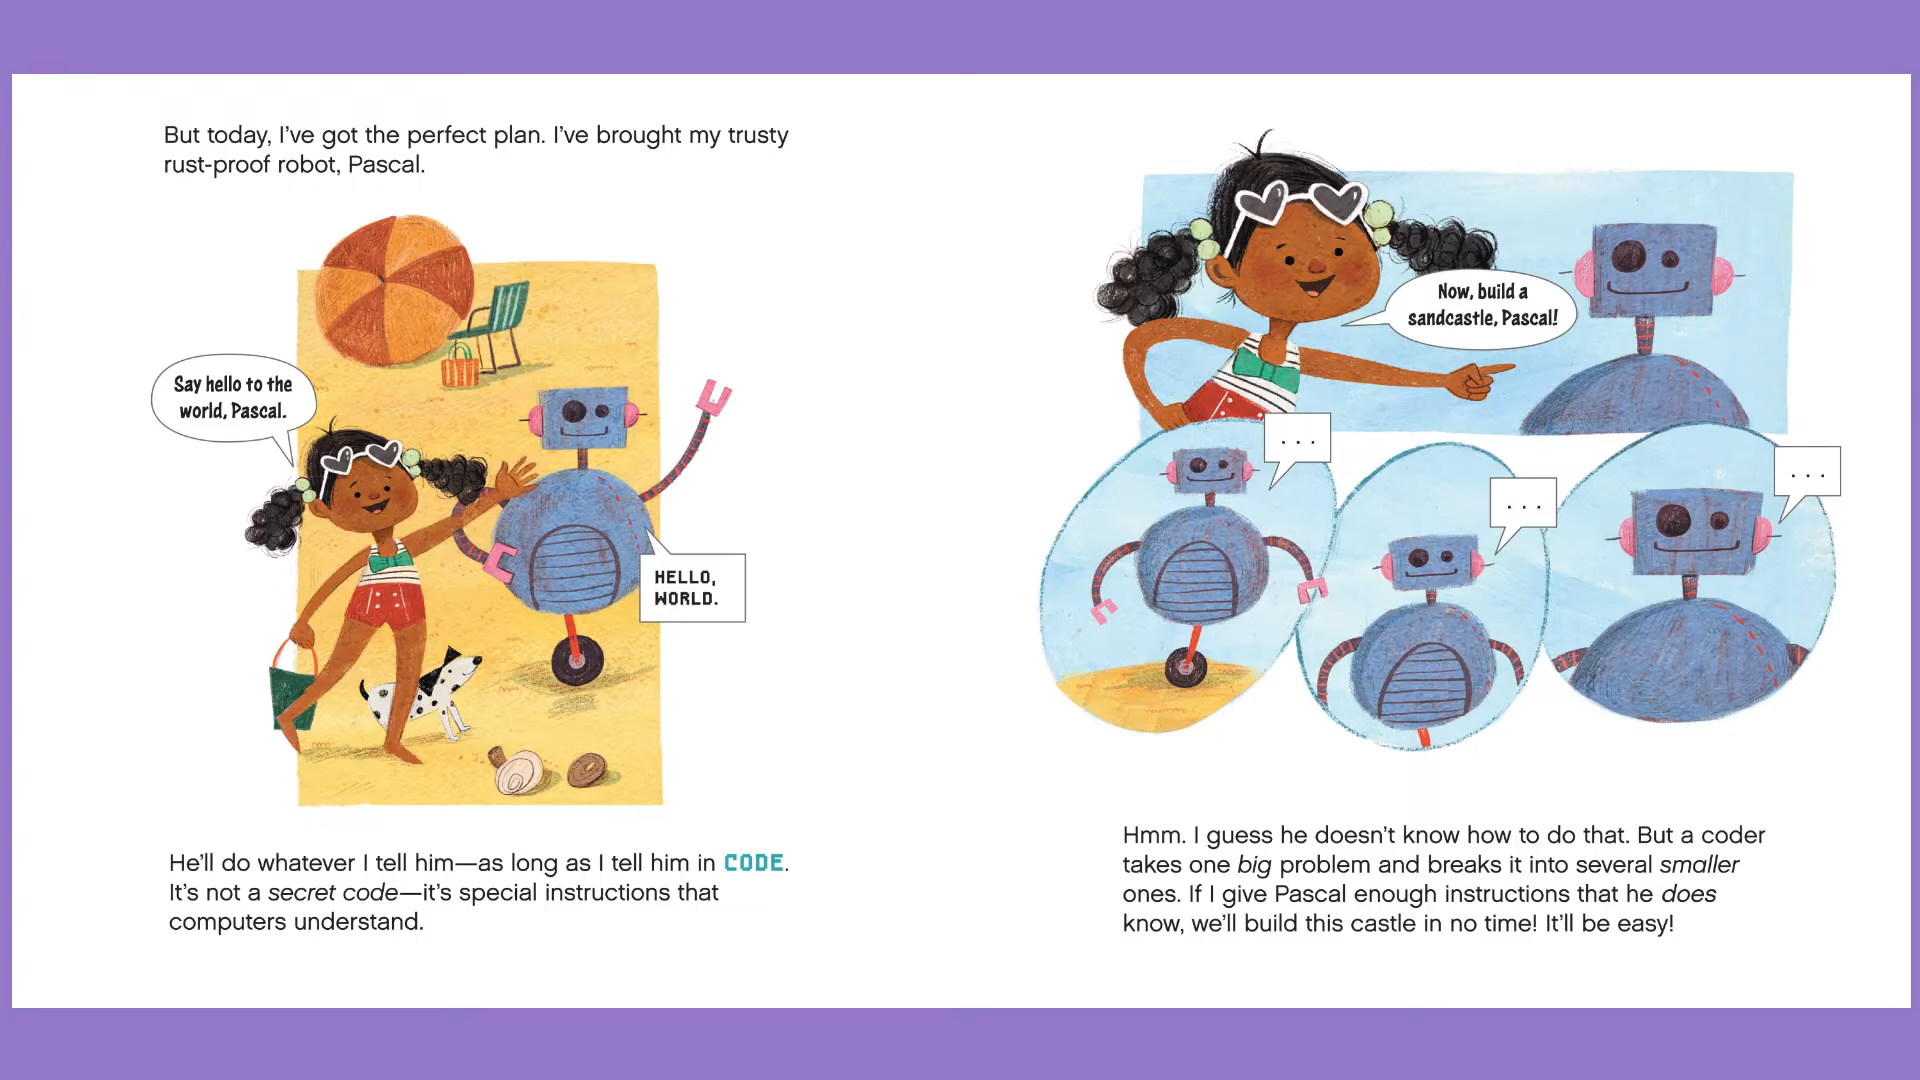 But today, I've got the perfect plan. I've brought my trusty
rust-proof robot, Pascal.
Say hello to the
world, Pascal.
HELLO,
WORLD.
He'll do whatever I tell him—as long as I tell him in CODE.
It's not a secret code—it's special instructions that
computers understand.
Now, build a
sandcastle, Pascal!
. . .
. . .
. . .
Hmm. I guess he doesn't know how to do that. But a coder
takes one big problem and breaks it into several smaller
ones. If I give Pascal enough instructions that he does
know, we'll build this castle in no time! It'll be easy!